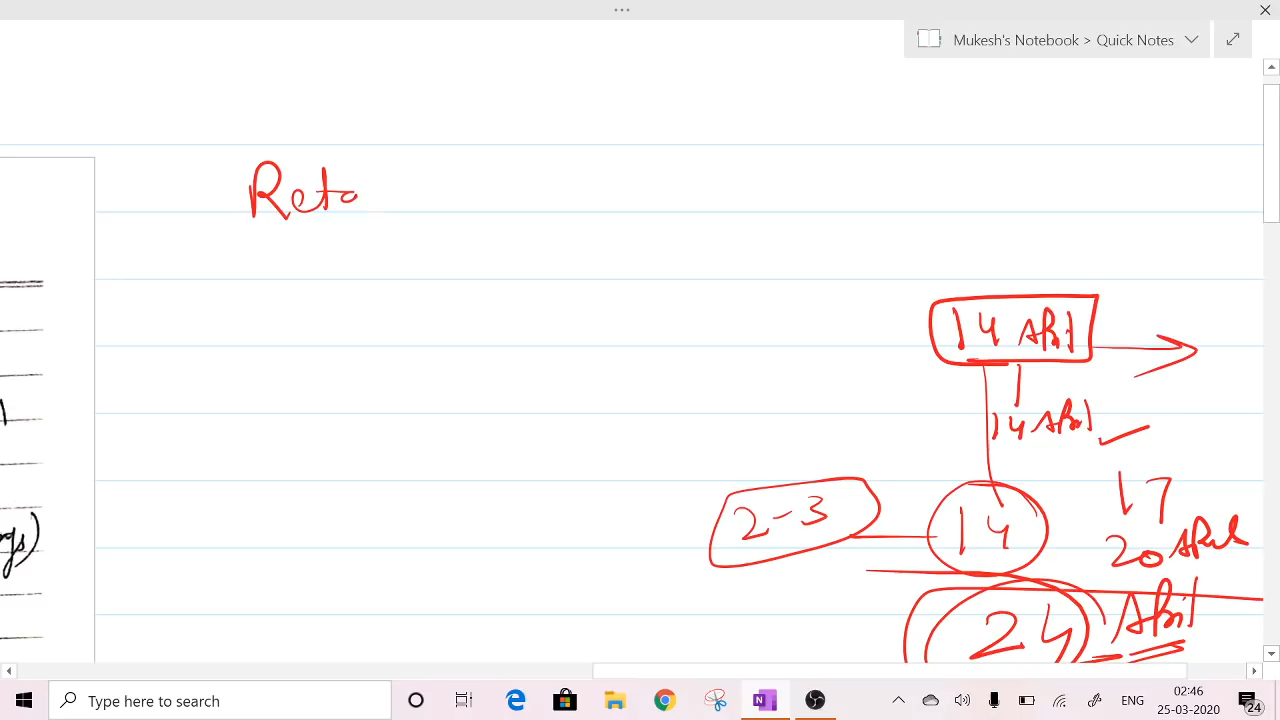 Mukesh's Notebook > Quick Notes
Reta
14 April
14 April
17
2-3
14
20 April
24 April
Type here to search
ENG
02:46
25-03-2020
24